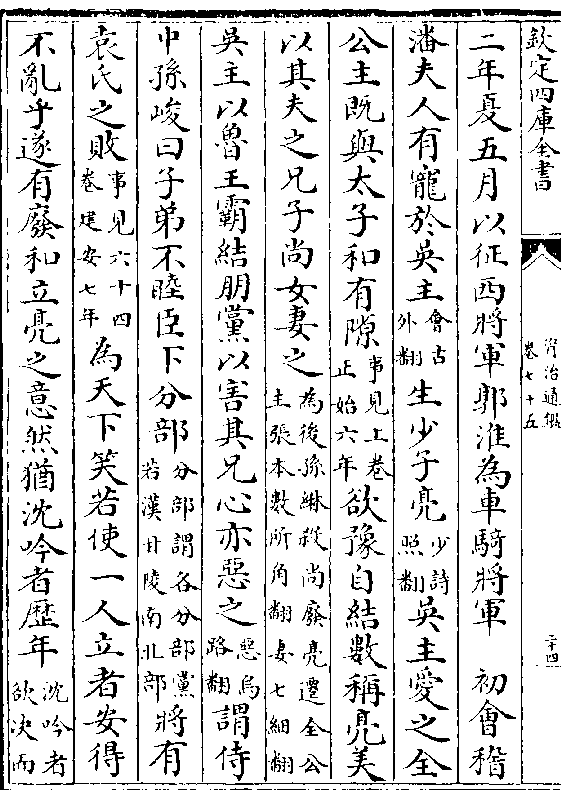 欽定四庫全書
資治通鑑
卷七十五
二十四
二年夏五月以征西將軍郭淮為車騎將軍 初會稽
潘夫人有寵於吳主會古外翻生少子亮少詩照翻吳主愛之全
公主既與太子和有隙事見上卷正始六年欲豫自結數稱亮美
以其夫之兄子尚女妻之為後孫綝殺尚廢亮遷全公主張本數所角翻妻七細翻
吳主以魯王霸結朋黨以害其兄心亦惡之惡烏路翻謂侍
中孫峻曰子弟不睦臣下分部分部謂各分部黨若漢甘陵南北部將有
袁氏之敗事見六十四卷建安七年為天下笑若使一人立者安得
不亂乎遂有廢和立亮之意然猶沈吟者歷年沈吟者欲決而